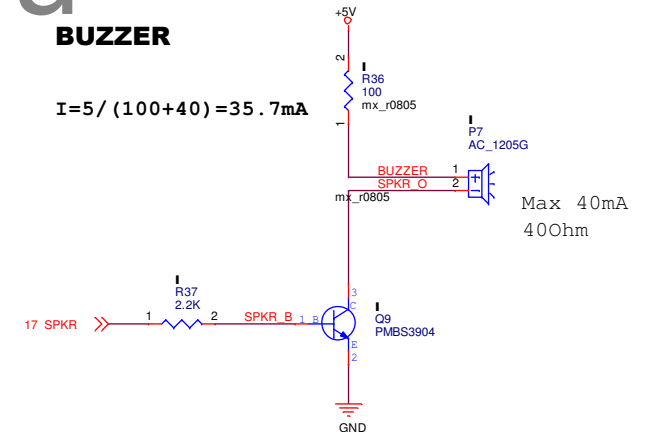 BUZZER
I=5/(100+40)=35.7mA
+5V
2
I
R36
100
mx_r0805
1
I
P7
AC_1205G
BUZZER 1
SPKR_O 2
+
-
mx_r0805
Max 40mA
40Ohm
I
R37
2.2K
17 SPKR 1 2 SPKR_B 1 B
3
C
I
Q9
PMBS3904
E
2
GND